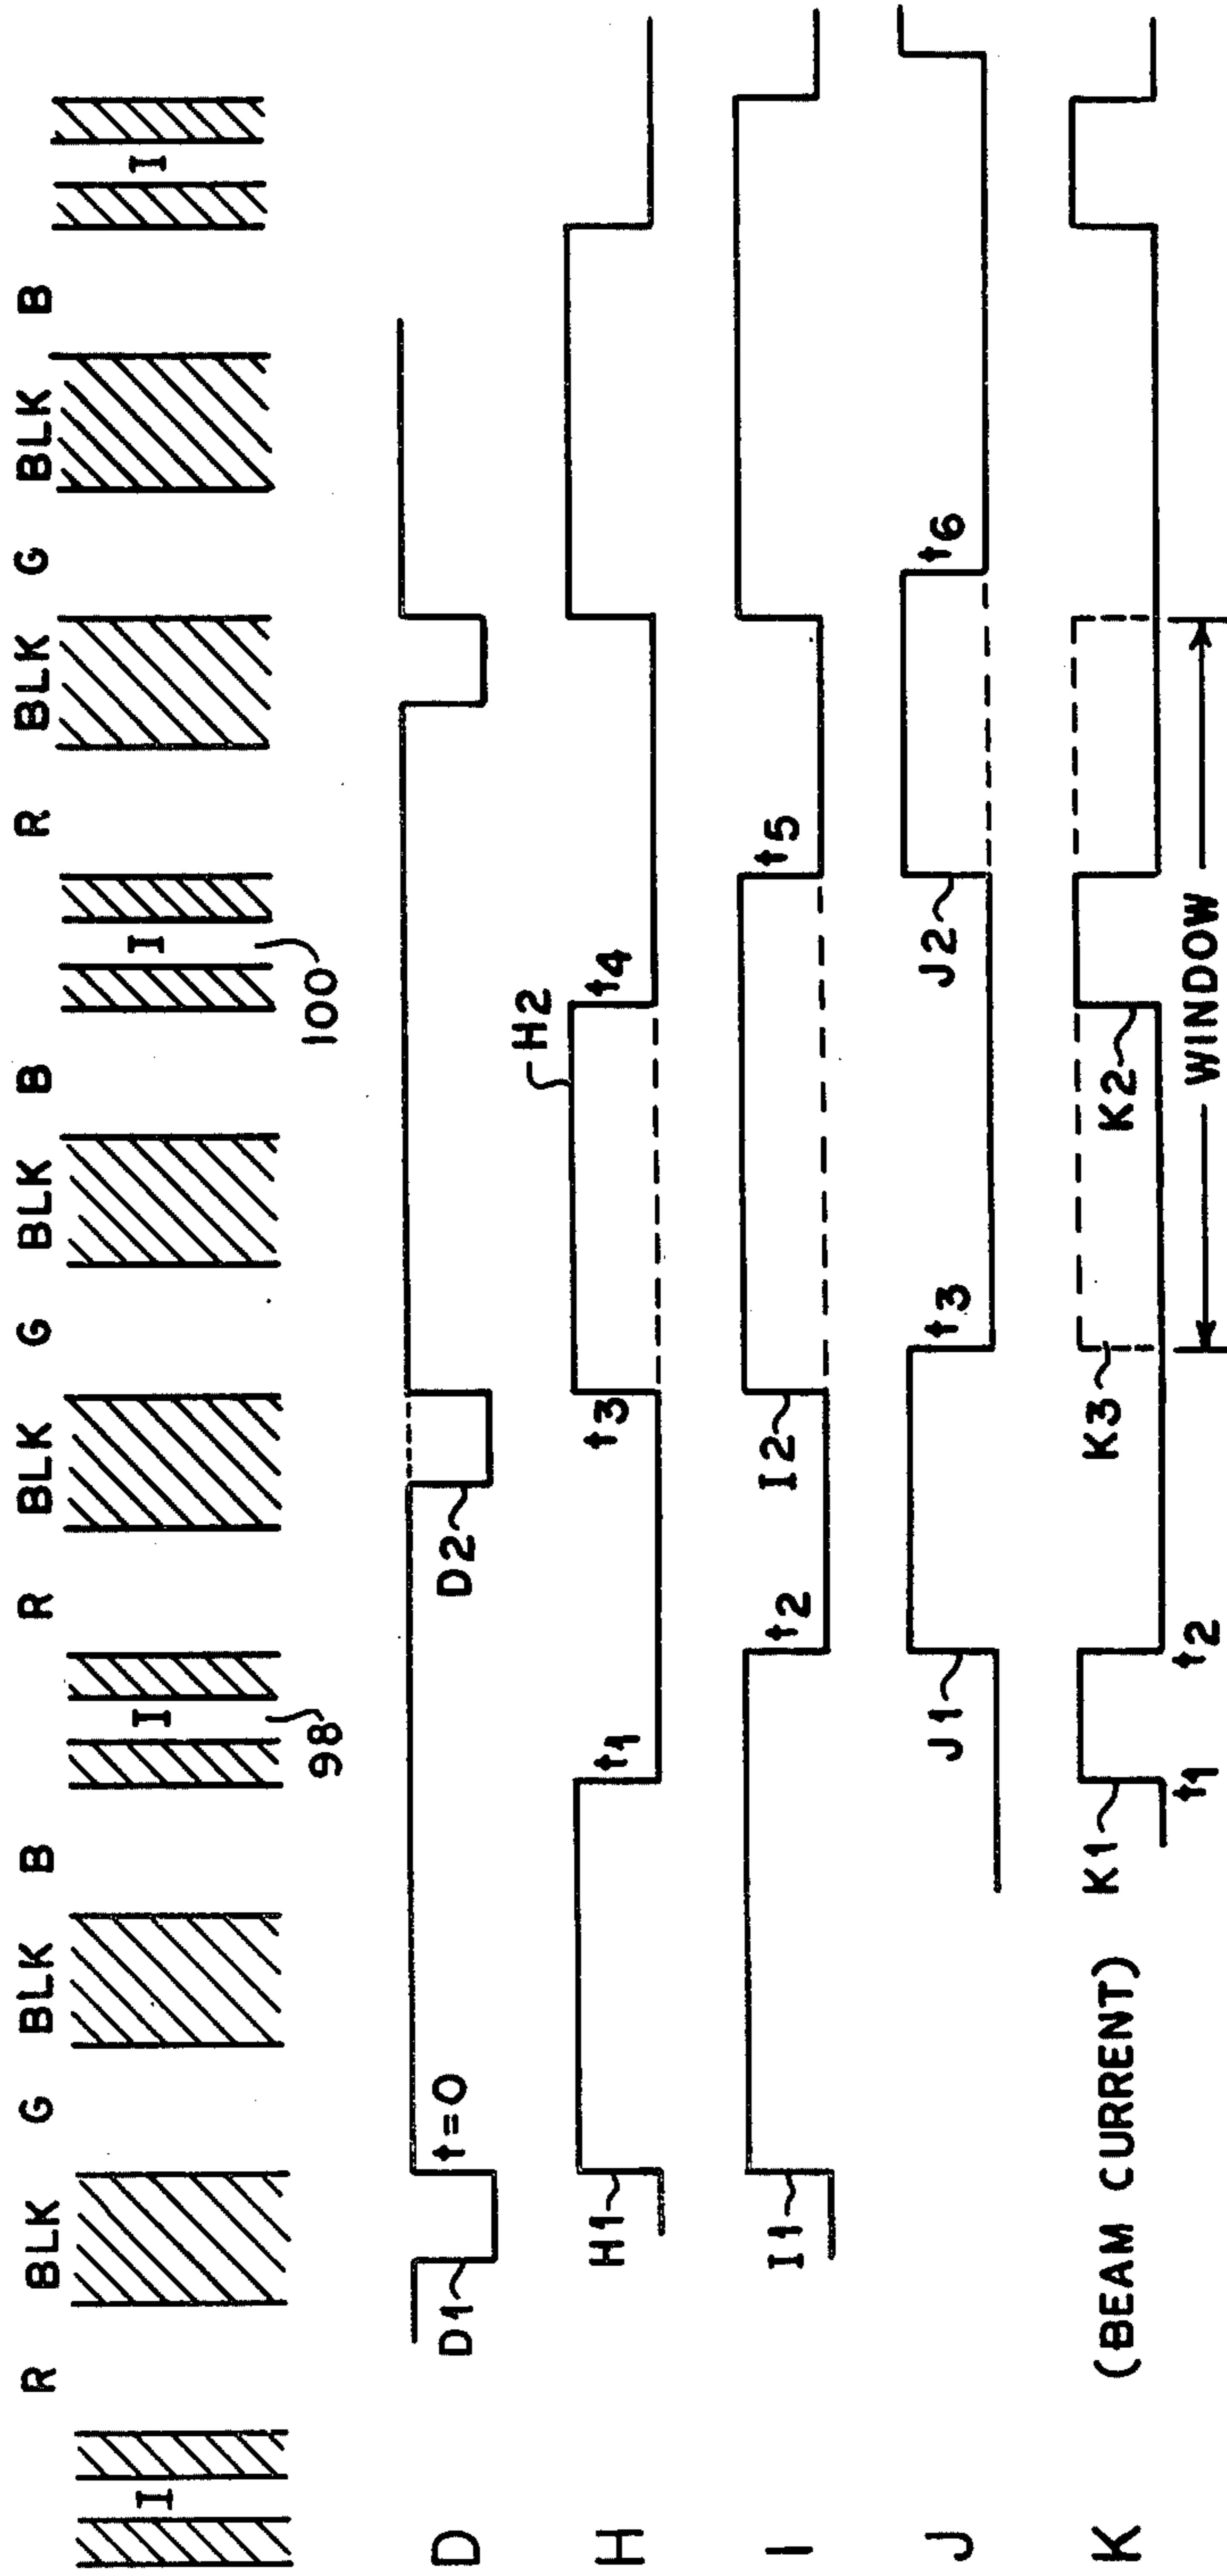 R BLK G BLK B R BLK G BLK B R BLK G BLK B
I I I I
98 100
D D1 t=0 D2
H H1 t1 t3 H2 t4
I I1 t2 I2 t5
J J1 t3 J2 t6
K (BEAM CURRENT) K1 t1 t2 K3 K2
WINDOW